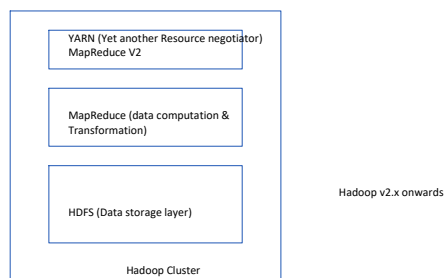 YARN (Yet another Resource negotiator)
MapReduce V2
MapReduce (data computation &
Transformation)
HDFS (Data storage layer)
Hadoop v2.x onwards
Hadoop Cluster